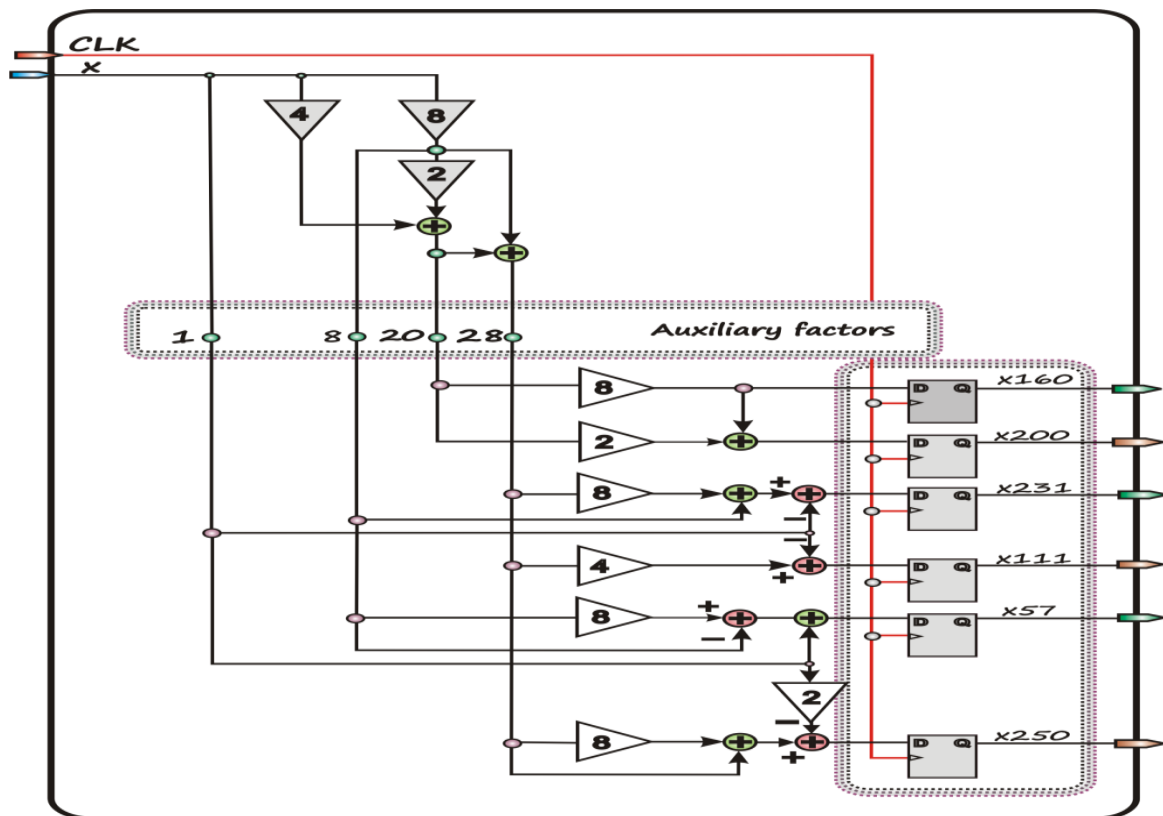 CLK
x
4 8
2
+
+
1 8 20 28 Auxiliary factors
8 D Q x160
2 + D Q x200
8 + + + D Q x231
−
−
4 + + D Q x111
8 + − + + D Q x57
2
−
8 + + + D Q x250